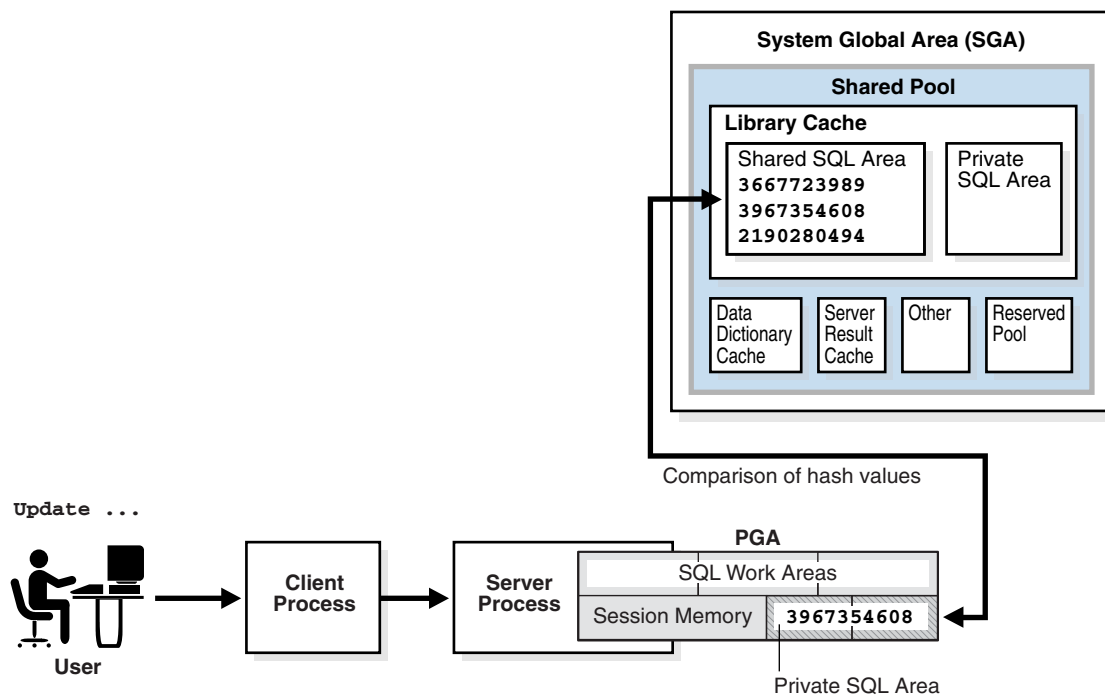 System Global Area (SGA)
Shared Pool
Library Cache
Shared SQL Area
3667723989
3967354608
2190280494
Private
SQL Area
Data
Dictionary
Cache
Server
Result
Cache
Other
Reserved
Pool
Comparison of hash values
Update ...
User
Client
Process
Server
Process
PGA
SQL Work Areas
Session Memory
3967354608
Private SQL Area